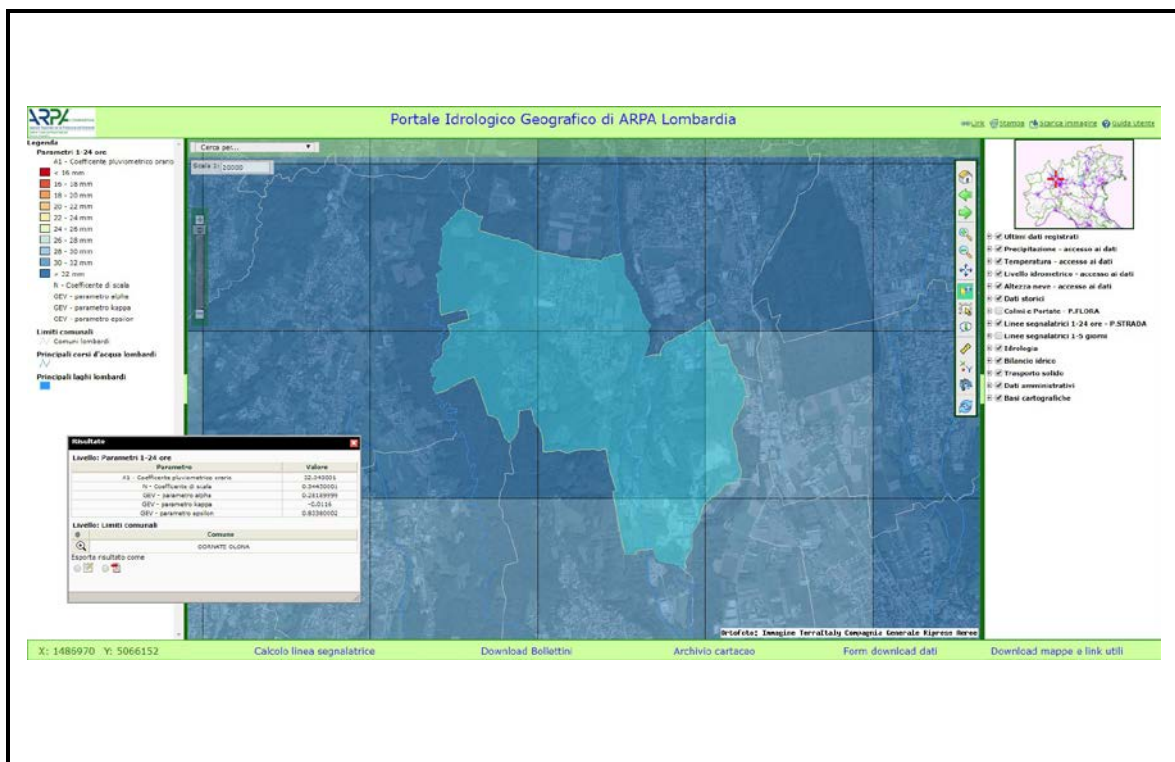 ARPA LOMBARDIA
Portale Idrologico Geografico di ARPA Lombardia
Link Stampa Scarica immagine Guida utente
Legenda
Parametri 1-24 ore
A1 - Coefficente pluviometrico orario
< 16 mm
16 - 18 mm
18 - 20 mm
20 - 22 mm
22 - 24 mm
24 - 26 mm
26 - 28 mm
28 - 30 mm
30 - 32 mm
> 32 mm
N - Coefficente di scala
GEV - parametro alpha
GEV - parametro kappa
GEV - parametro epsilon
Limiti comunali
Comuni lombardi
Principali corsi d'acqua lombardi
Principali laghi lombardi
Cerca per...
Scala 1: 20000
Ultimi dati registrati
Precipitazione - accesso ai dati
Temperatura - accesso ai dati
Livello idrometrico - accesso ai dati
Altezza neve - accesso ai dati
Dati storici
Colmi e Portate - P.FLORA
Linee segnalatrici 1-24 ore - P.STRADA
Linee segnalatrici 1-5 giorni
Idrologia
Bilancio idrico
Trasporto solido
Dati amministrativi
Basi cartografiche
Risultato
Livello: Parametri 1-24 ore
Parametro Valore
A1 - Coefficente pluviometrico orario
N - Coefficente di scala
GEV - parametro alpha 0.28189999
GEV - parametro kappa -0.0116
GEV - parametro epsilon
Livello: Limiti comunali
Comune
OLONA
Esporta risultato come
Ortofoto: Immagine TerraItaly Compagnia Generale Riprese Aeree
X: 1486970 Y: 5066152
Calcolo linea segnalatrice
Download Bollettini
Archivio cartaceo
Form download dati
Download mappe e link utili